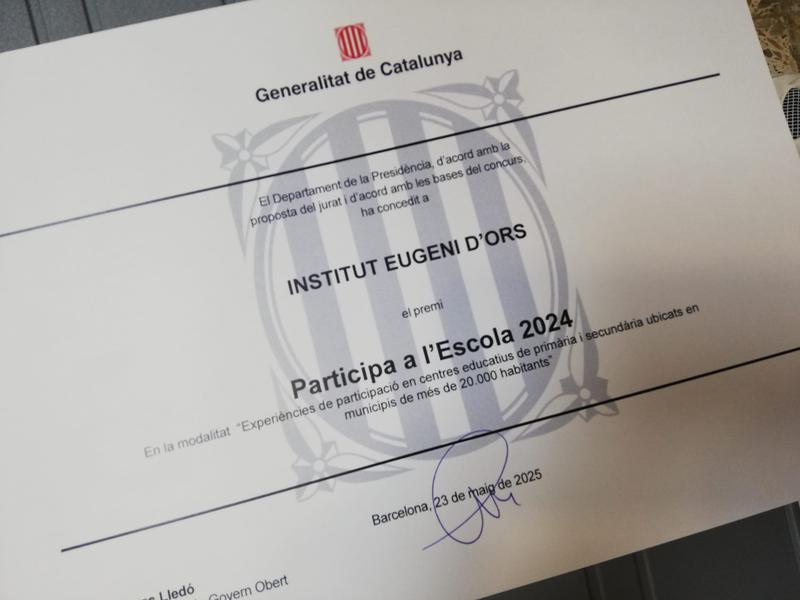 Generalitat de Catalunya
El Departament de la Presidència, d'acord amb la
proposta del jurat i d'acord amb les bases del concurs,
ha concedit a
INSTITUT EUGENI D'ORS
el premi
Participa a l'Escola 2024
En la modalitat "Experiències de participació en centres educatius de primària i secundària ubicats en
municipis de més de 20.000 habitants"
Barcelona, 23 de maig de 2025
Lledó
Govern Obert